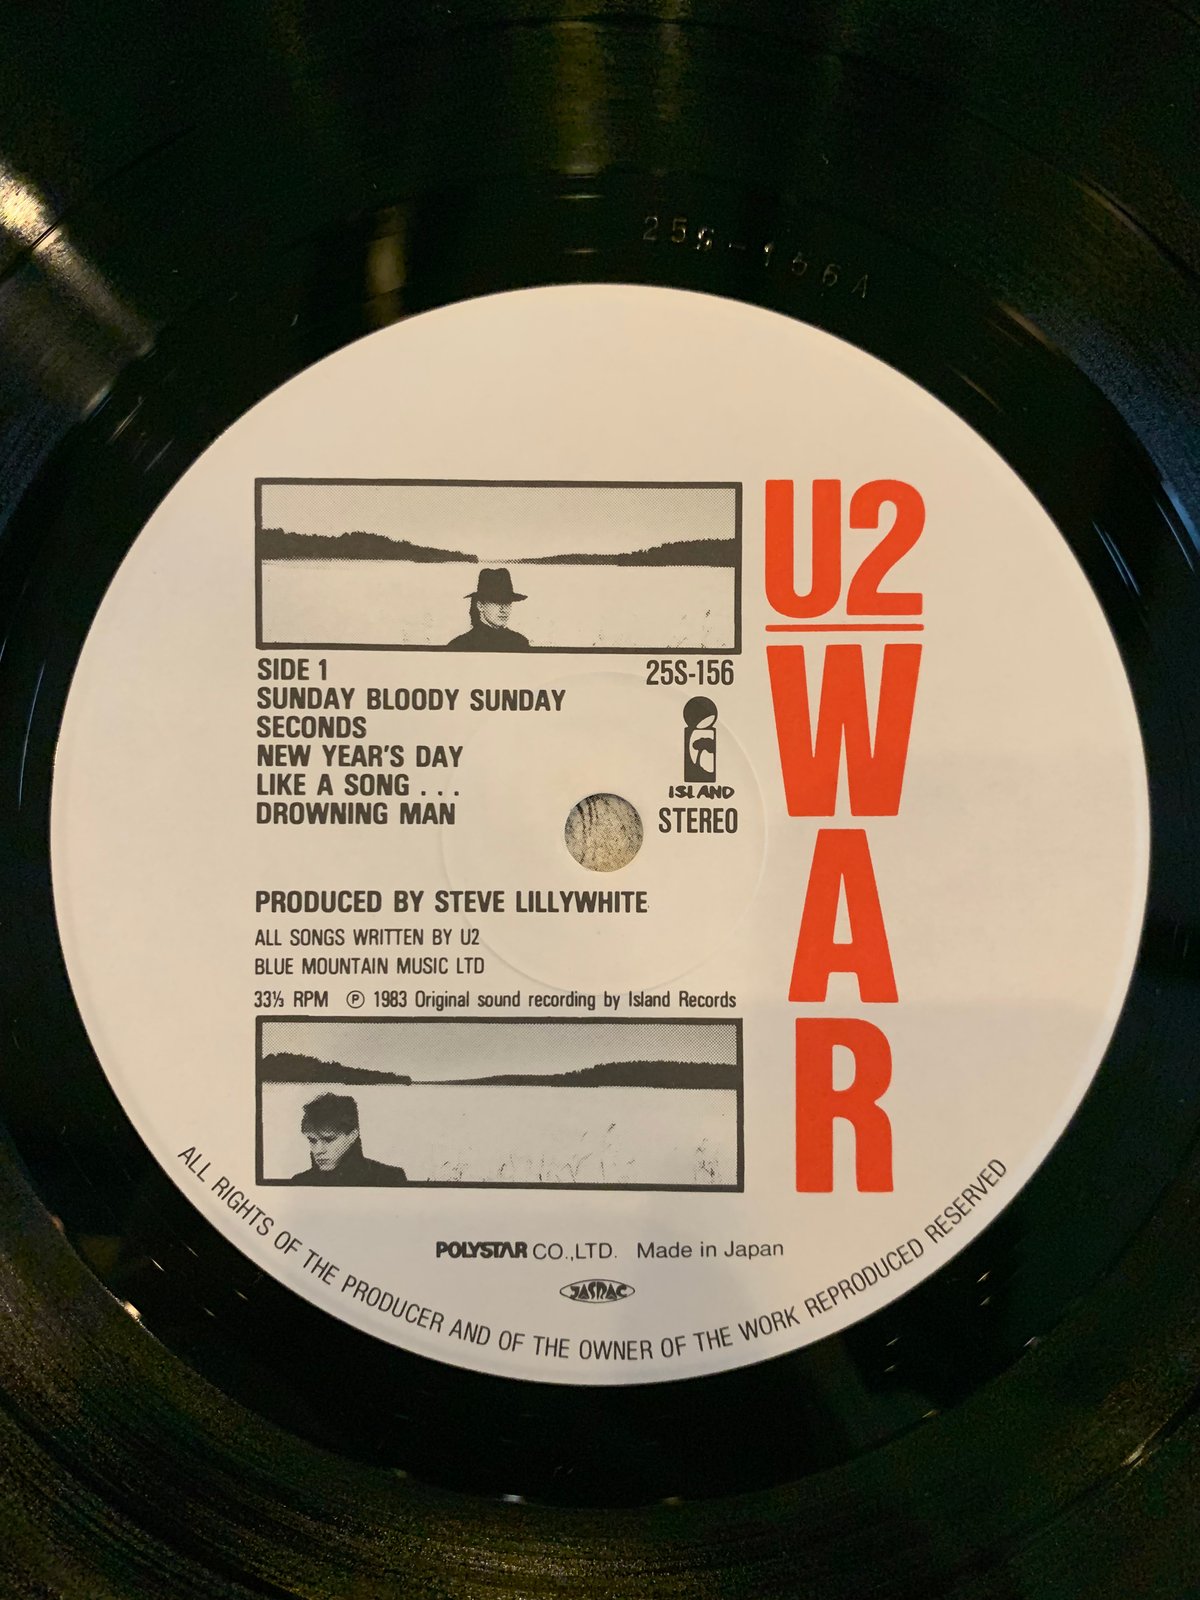 25S-156A
U2
WAR
SIDE 1
25S-156
SUNDAY BLOODY SUNDAY
SECONDS
NEW YEAR'S DAY
LIKE A SONG . . .
DROWNING MAN
ISLAND
STEREO
PRODUCED BY STEVE LILLYWHITE
ALL SONGS WRITTEN BY U2
BLUE MOUNTAIN MUSIC LTD
33⅓ RPM ℗ 1983 Original sound recording by Island Records
POLYSTAR CO.,LTD. Made in Japan
JASRAC
ALL RIGHTS OF THE PRODUCER AND OF THE OWNER OF THE WORK REPRODUCED RESERVED